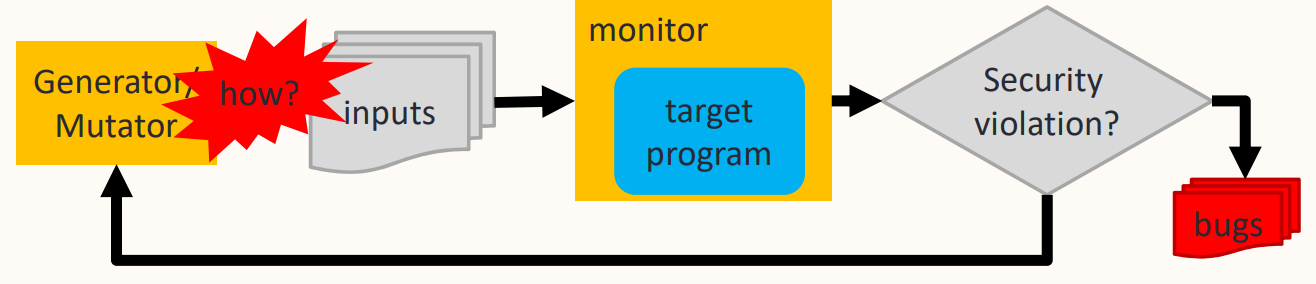 Generator/
Mutator
how?
inputs
monitor
target
program
Security
violation?
bugs